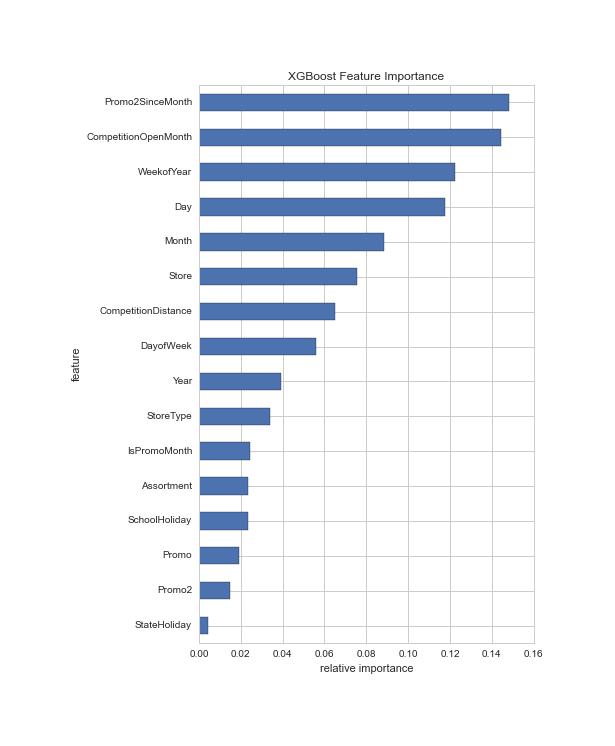 XGBoost Feature Importance
Promo2SinceMonth
CompetitionOpenMonth
WeekofYear
Day
Month
Store
CompetitionDistance
DayofWeek
Year
StoreType
IsPromoMonth
Assortment
SchoolHoliday
Promo
Promo2
StateHoliday
feature
0.00 0.02 0.04 0.06 0.08 0.10 0.12 0.14 0.16
relative importance